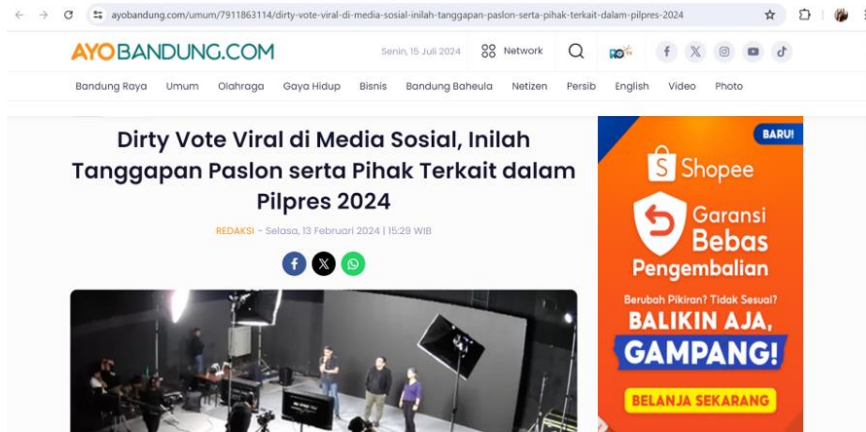 ayobandung.com/umum/7911863114/dirty-vote-viral-di-media-sosial-inilah-tanggapan-paslon-serta-pihak-terkait-dalam-pilpres-2024
AYOBANDUNG.COM
Senin, 15 Juli 2024
Network
Bandung Raya Umum Olahraga Gaya Hidup Bisnis Bandung Baheula Netizen Persib English Video Photo
Dirty Vote Viral di Media Sosial, Inilah
Tanggapan Paslon serta Pihak Terkait dalam
Pilpres 2024
REDAKSI - Selasa, 13 Februari 2024 | 15:29 WIB
BARU!
Shopee
Garansi
Bebas
Pengembalian
Berubah Pikiran? Tidak Sesuai?
BALIKIN AJA,
GAMPANG!
BELANJA SEKARANG